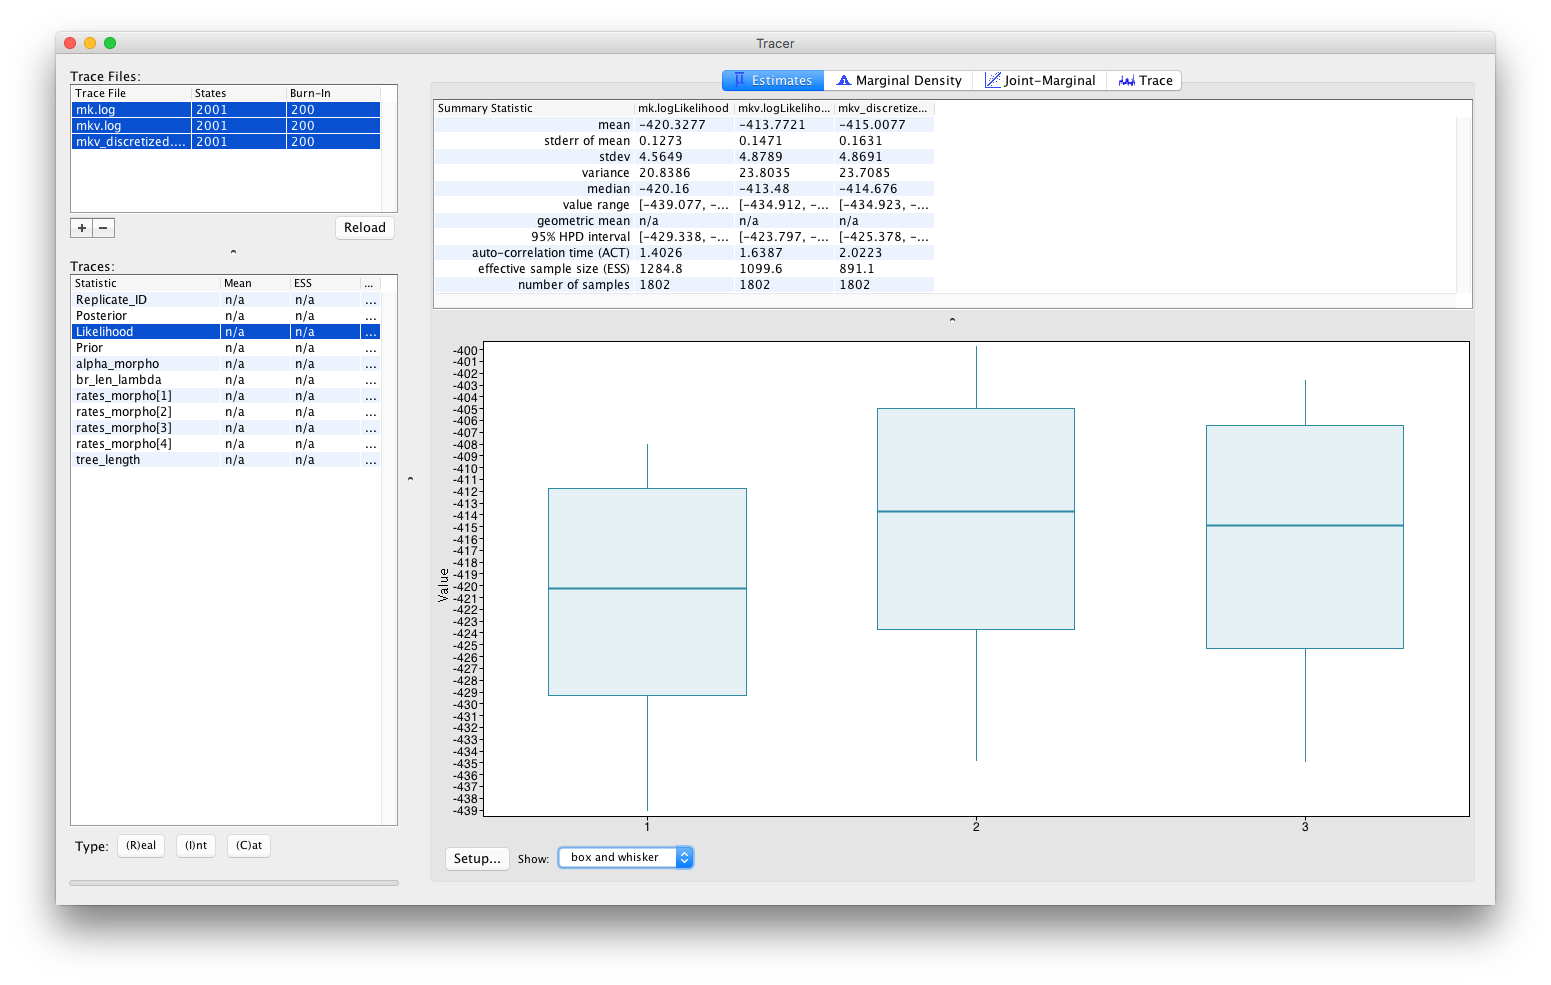 Tracer
Trace Files:
Trace File States Burn-In
mk.log 2001 200
mkv.log 2001 200
mkv_discretized.... 2001 200
+ − Reload
Traces:
Statistic Mean ESS ...
Replicate_ID n/a n/a ...
Posterior n/a n/a ...
Likelihood n/a n/a ...
Prior n/a n/a ...
alpha_morpho n/a n/a ...
br_len_lambda n/a n/a ...
rates_morpho[1] n/a n/a ...
rates_morpho[2] n/a n/a ...
rates_morpho[3] n/a n/a ...
rates_morpho[4] n/a n/a ...
tree_length n/a n/a ...
Type: (R)eal (I)nt (C)at
Estimates Marginal Density Joint-Marginal Trace
Summary Statistic mk.logLikelihood mkv.logLikeliho... mkv_discretize...
mean -420.3277 -413.7721 -415.0077
stderr of mean 0.1273 0.1471 0.1631
stdev 4.5649 4.8789 4.8691
variance 20.8386 23.8035 23.7085
median -420.16 -413.48 -414.676
value range [-439.077, -... [-434.912, -... [-434.923, -...
geometric mean n/a n/a n/a
95% HPD interval [-429.338, -... [-423.797, -... [-425.378, -...
auto-correlation time (ACT) 1.4026 1.6387 2.0223
effective sample size (ESS) 1284.8 1099.6 891.1
number of samples 1802 1802 1802
Value
-400
-401
-402
-403
-404
-405
-406
-407
-408
-409
-410
-411
-412
-413
-414
-415
-416
-417
-418
-419
-420
-421
-422
-423
-424
-425
-426
-427
-428
-429
-430
-431
-432
-433
-434
-435
-436
-437
-438
-439
1 2 3
Setup... Show: box and whisker